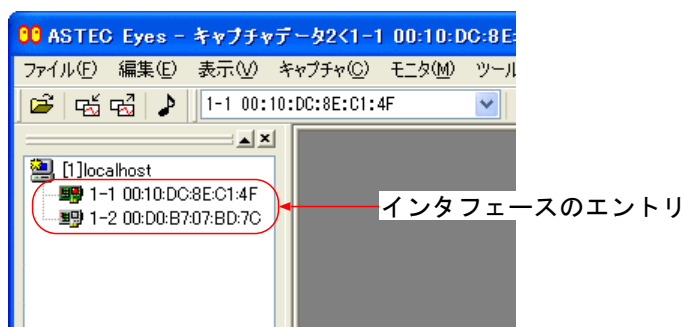 ASTEC Eyes - キャプチャデータ2<1-1 00:10:DC:8E:
ファイル(F) 編集(E) 表示(V) キャプチャ(C) モニタ(M) ツール
1-1 00:10:DC:8E:C1:4F
[1]localhost
1-1 00:10:DC:8E:C1:4F
1-2 00:D0:B7:07:BD:7C
インタフェースのエントリ